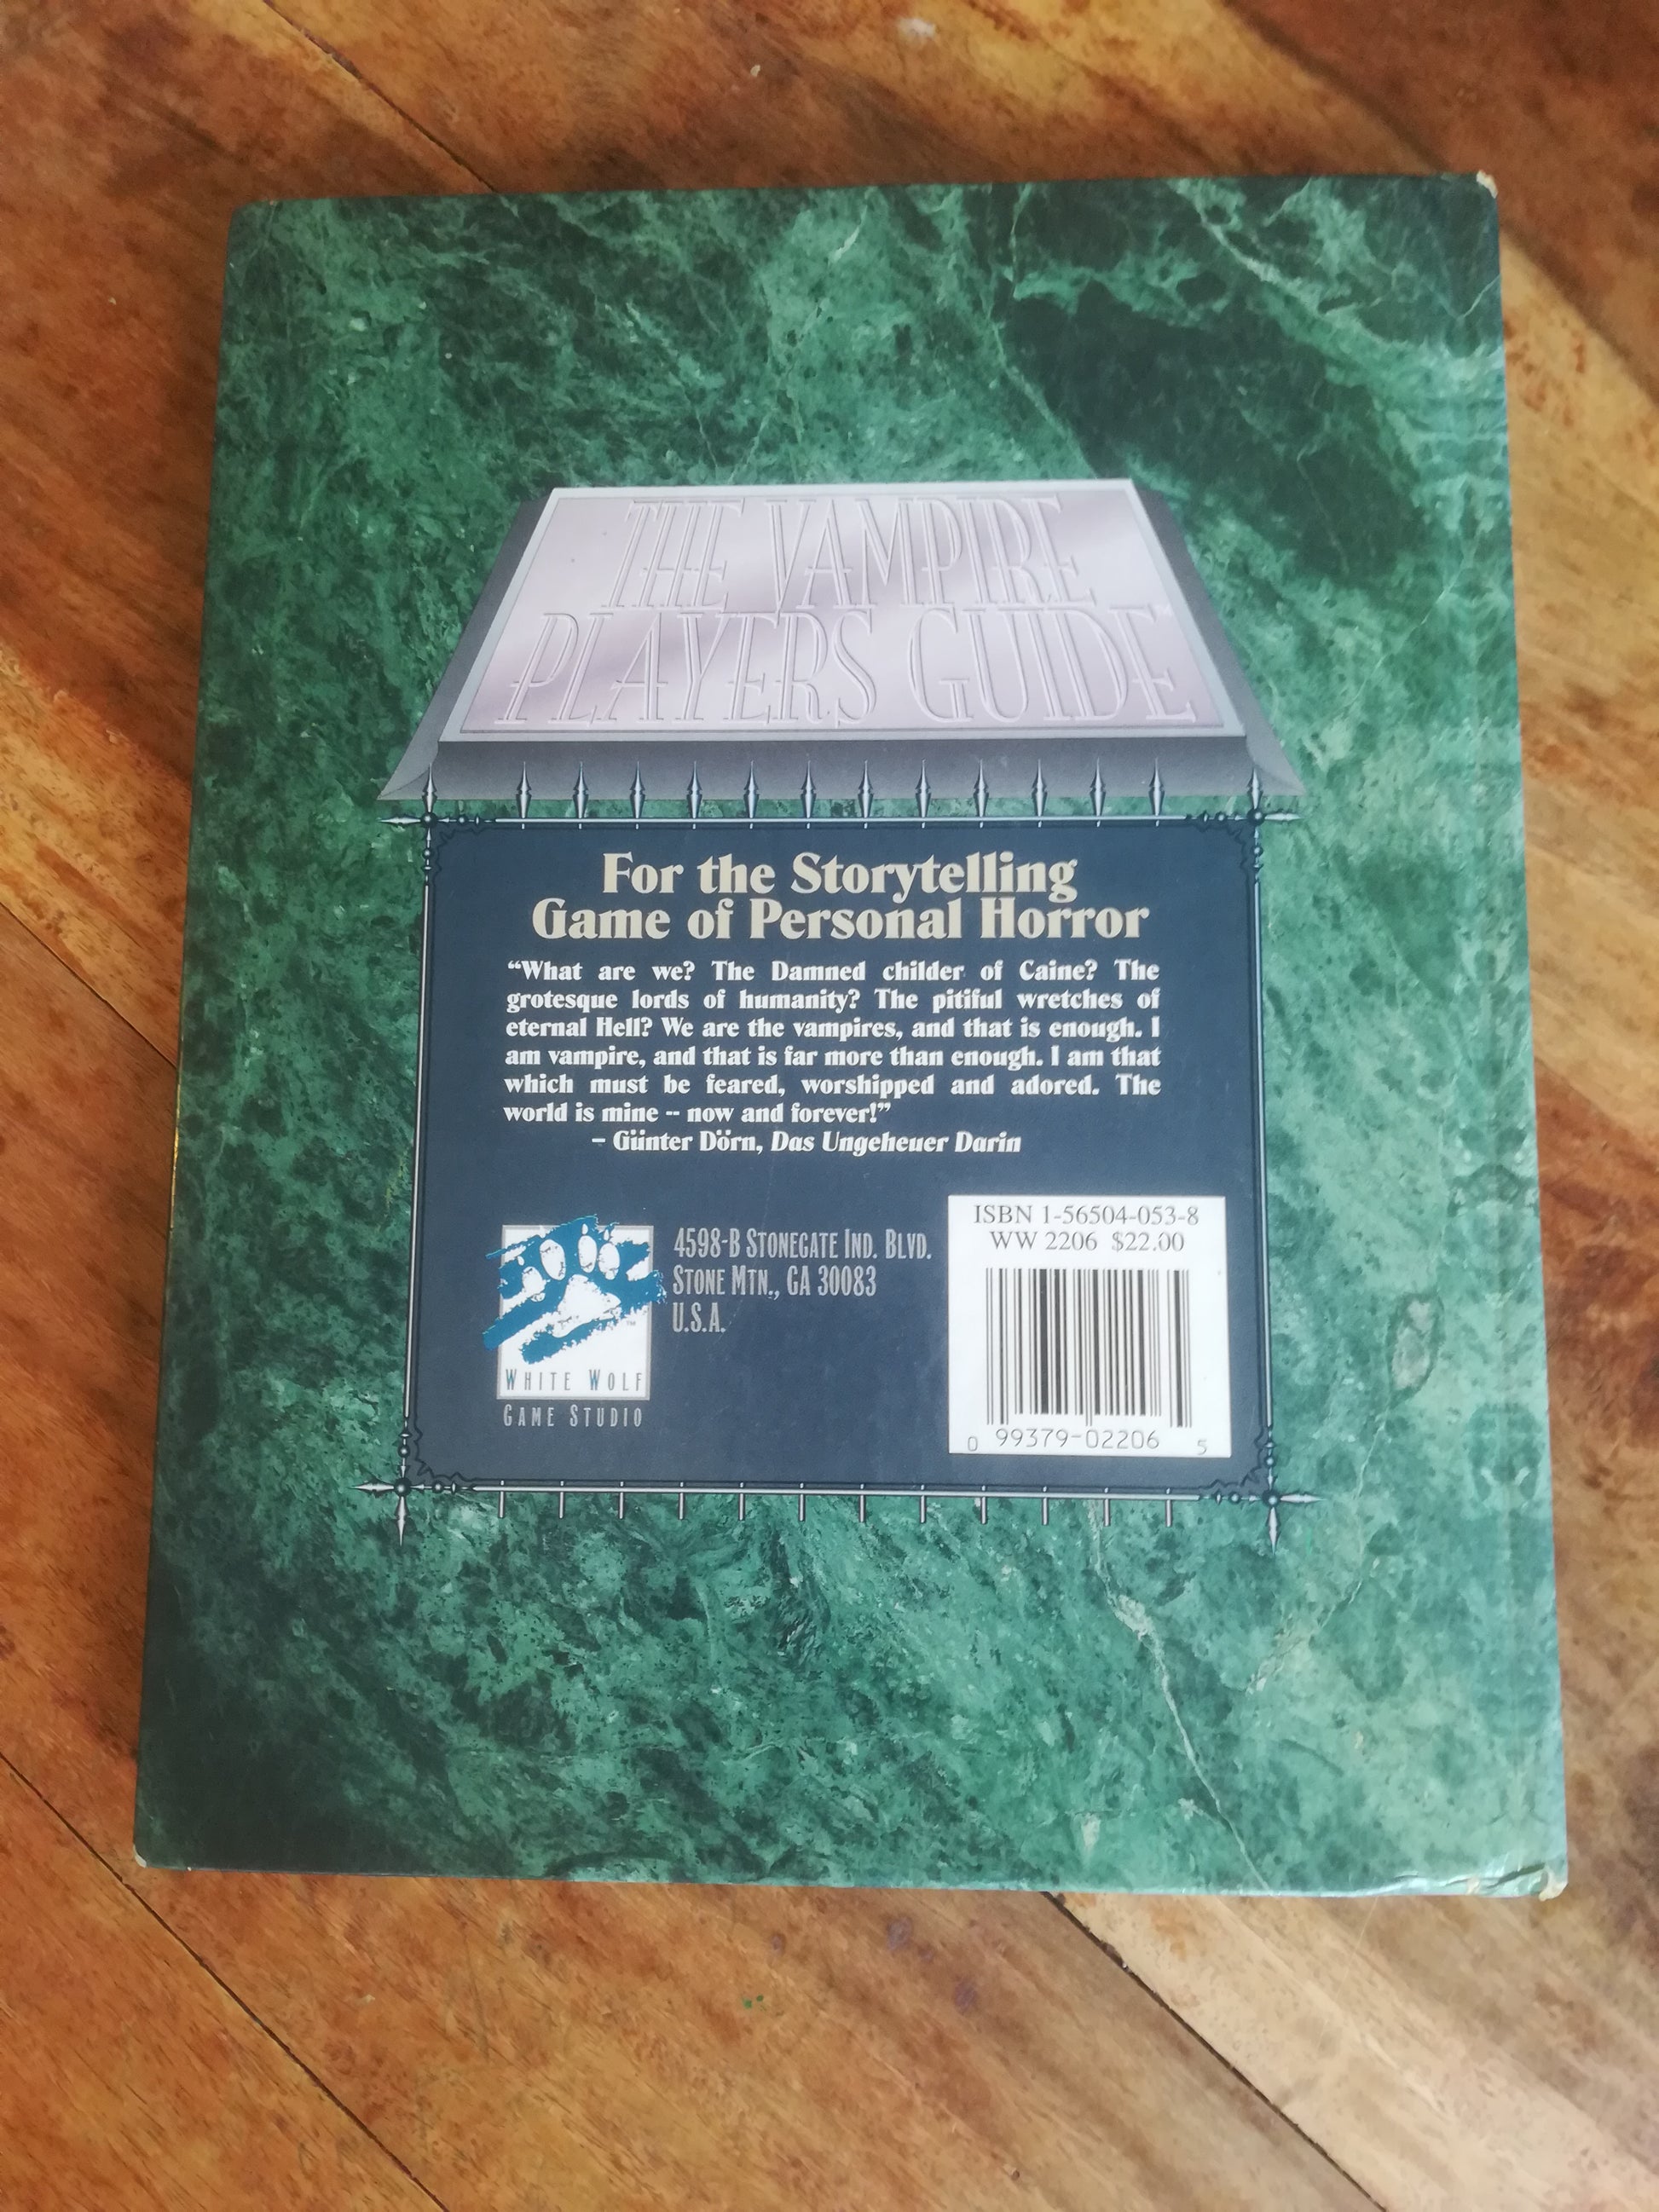 THE VAMPIRE
PLAYERS GUIDE™
For the Storytelling
Game of Personal Horror
“What are we? The Damned childer of Caine? The
grotesque lords of humanity? The pitiful wretches of
eternal Hell? We are the vampires, and that is enough. I
am vampire, and that is far more than enough. I am that
which must be feared, worshipped and adored. The
world is mine -- now and forever!”
– Günter Dörn, Das Ungeheuer Darin
4598-B STONEGATE IND. BLVD.
STONE MTN., GA 30083
U.S.A.
™
WHITE WOLF
GAME STUDIO
ISBN 1-56504-053-8
WW 2206 $22.00
0 99379-02206 5